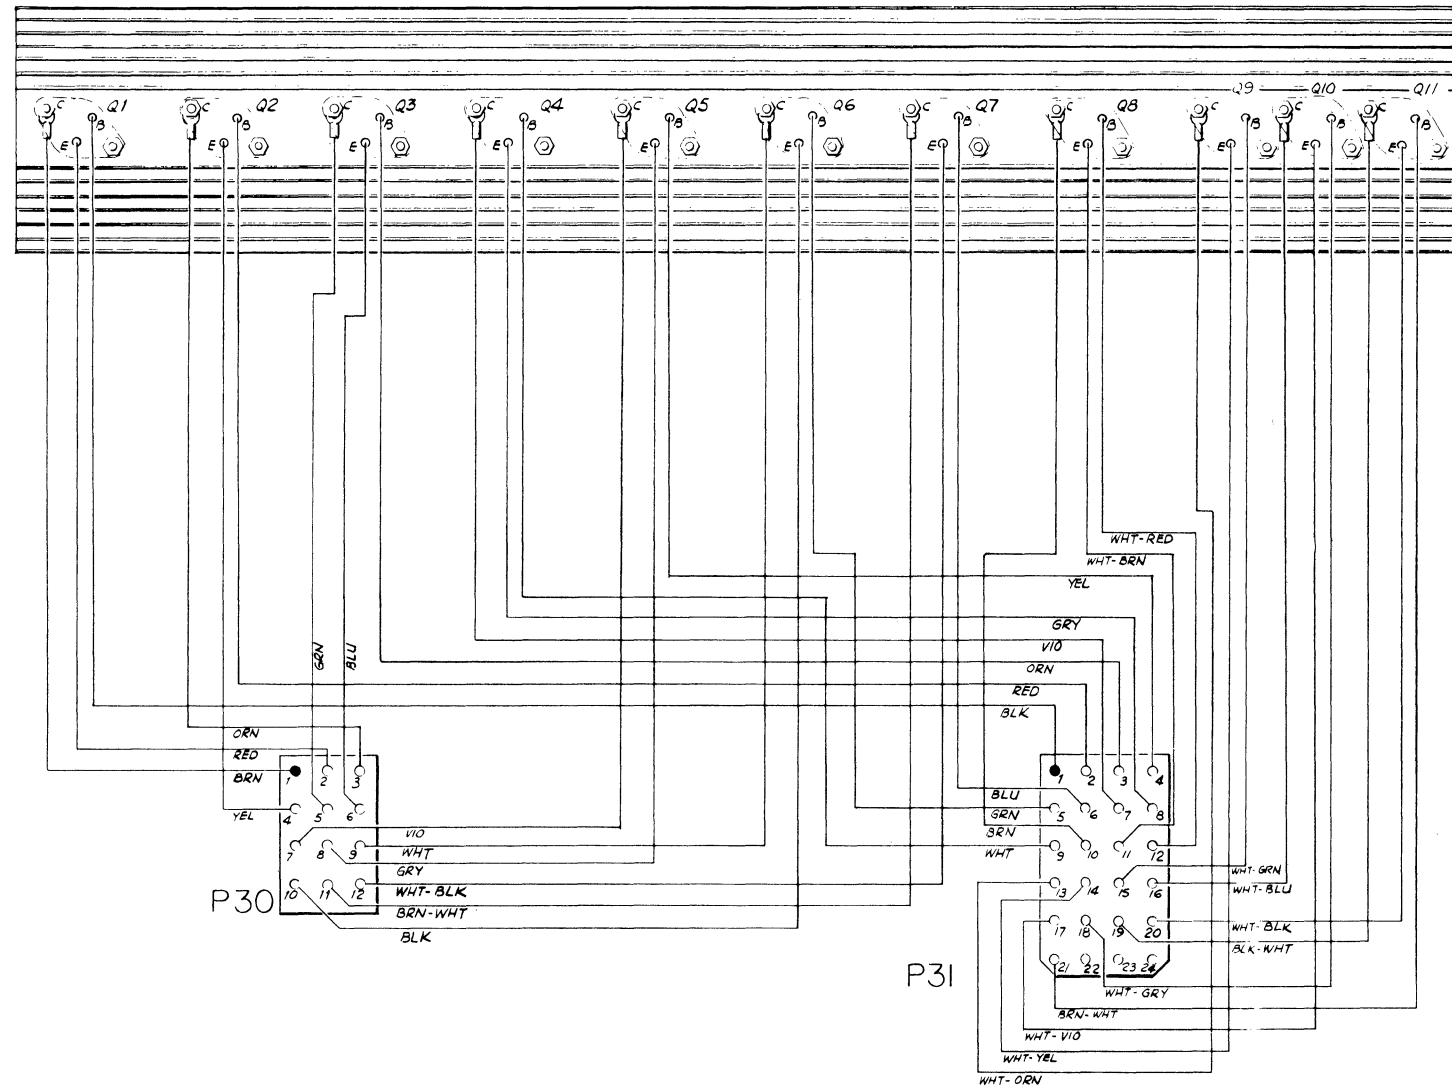 Q9 Q10 Q11
C Q1 C Q2 C Q3 C Q4 C Q5 C Q6 C Q7 C Q8 C C C
B B B B B B B B B B B
E E E E E E E E E E E
WHT-RED
WHT-BRN
YEL
GRY
VIO
GRN BLU
ORN
RED
BLK
ORN
RED
BRN
1 2 3
1 2 3 4
BLU
YEL
4 5 6
GRN
5 6 7 8
VIO
BRN
WHT
7 8 9
WHT
9 10 11 12
GRY
WHT-GRN
WHT-BLK
WHT-BLU
10 11 12
13 14 15 16
P30
BRN-WHT
WHT-BLK
17 18 19 20
BLK
BLK-WHT
21 22 23 24
P31
WHT-GRY
BRN-WHT
WHT-VIO
WHT-YEL
WHT-ORN